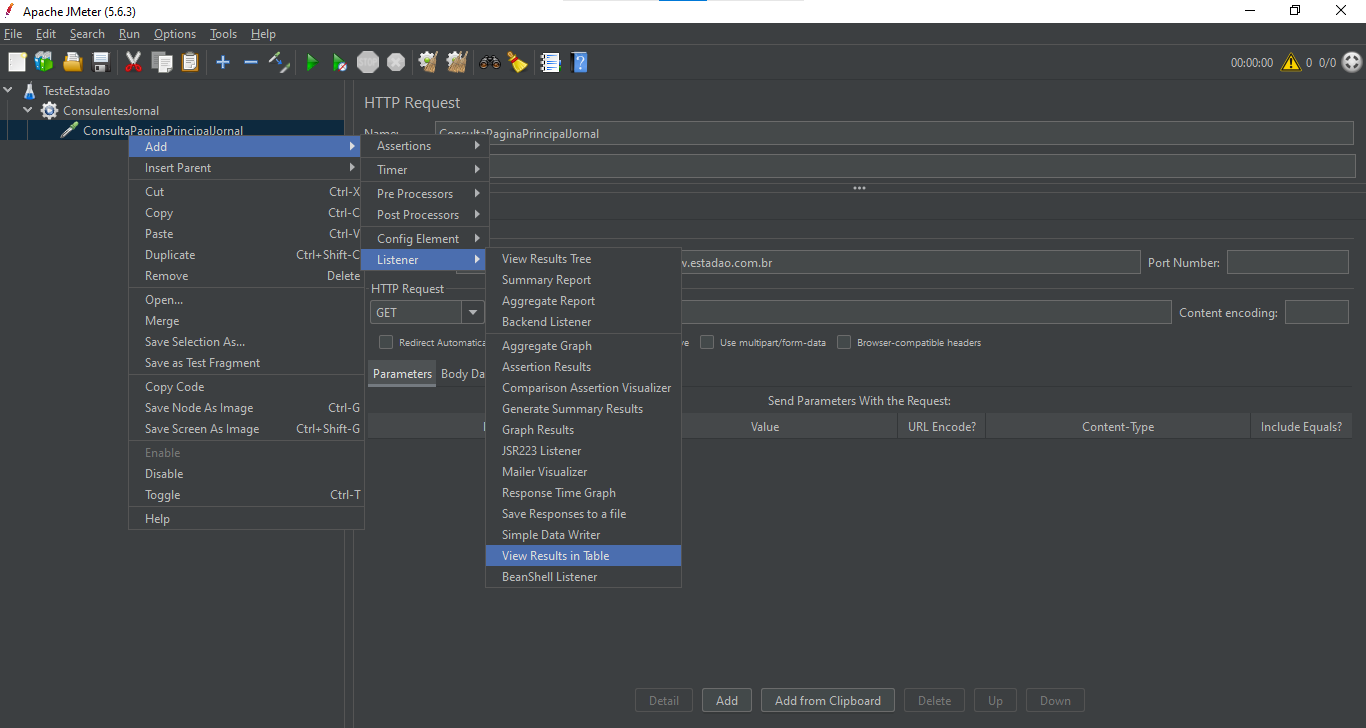 Apache JMeter (5.6.3)
File Edit Search Run Options Tools Help
STOP
00:00:00 0 0/0
TesteEstadao
ConsulentesJornal
ConsultaPaginaPrincipalJornal
Add
Insert Parent
Cut Ctrl-X
Copy Ctrl-C
Paste Ctrl-V
Duplicate Ctrl+Shift-C
Remove Delete
Open...
Merge
Save Selection As...
Save as Test Fragment
Copy Code
Save Node As Image Ctrl-G
Save Screen As Image Ctrl+Shift-G
Enable
Disable
Toggle Ctrl-T
Help
Assertions
Timer
Pre Processors
Post Processors
Config Element
Listener
View Results Tree
Summary Report
Aggregate Report
Backend Listener
Aggregate Graph
Assertion Results
Comparison Assertion Visualizer
Generate Summary Results
Graph Results
JSR223 Listener
Mailer Visualizer
Response Time Graph
Save Responses to a file
Simple Data Writer
View Results in Table
BeanShell Listener
HTTP Request
Name: ConsultaPaginaPrincipalJornal
.estadao.com.br Port Number:
HTTP Request
GET Content encoding:
Redirect Automatica Use multipart/form-data Browser-compatible headers
Parameters Body Da
Send Parameters With the Request:
Value URL Encode? Content-Type Include Equals?
Detail Add Add from Clipboard Delete Up Down